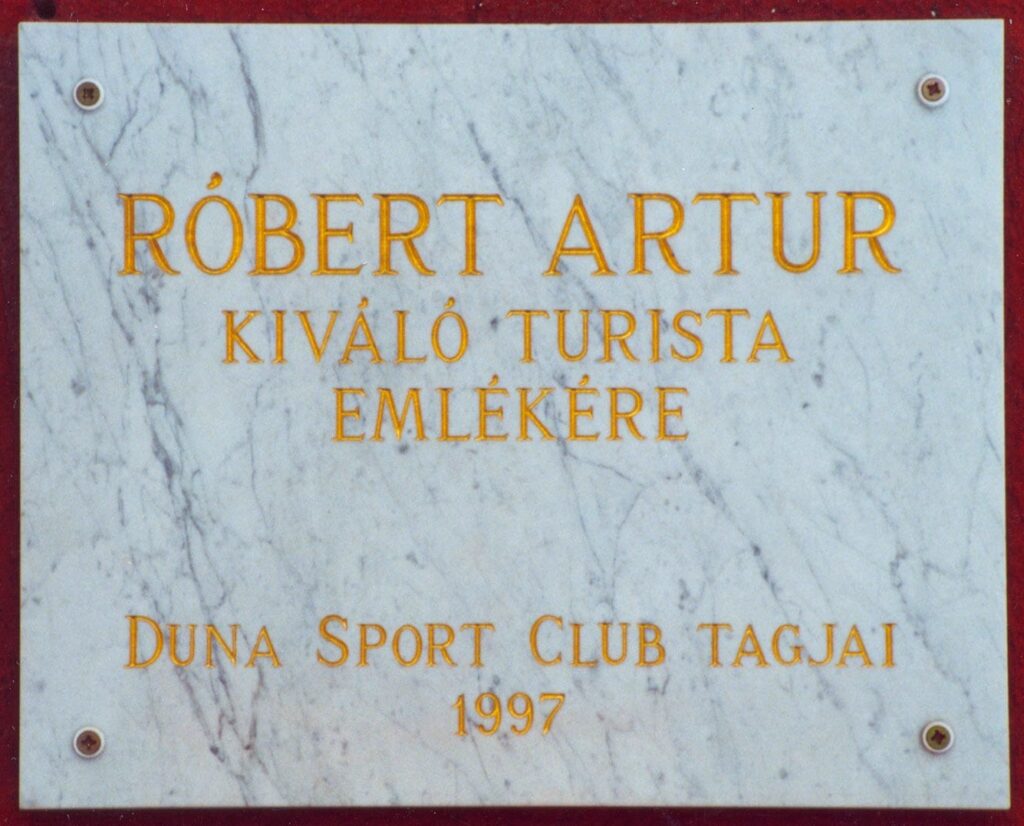 RÓBERT ARTUR
KIVÁLÓ TURISTA
EMLÉKÉRE
DUNA SPORT CLUB TAGJAI
1997